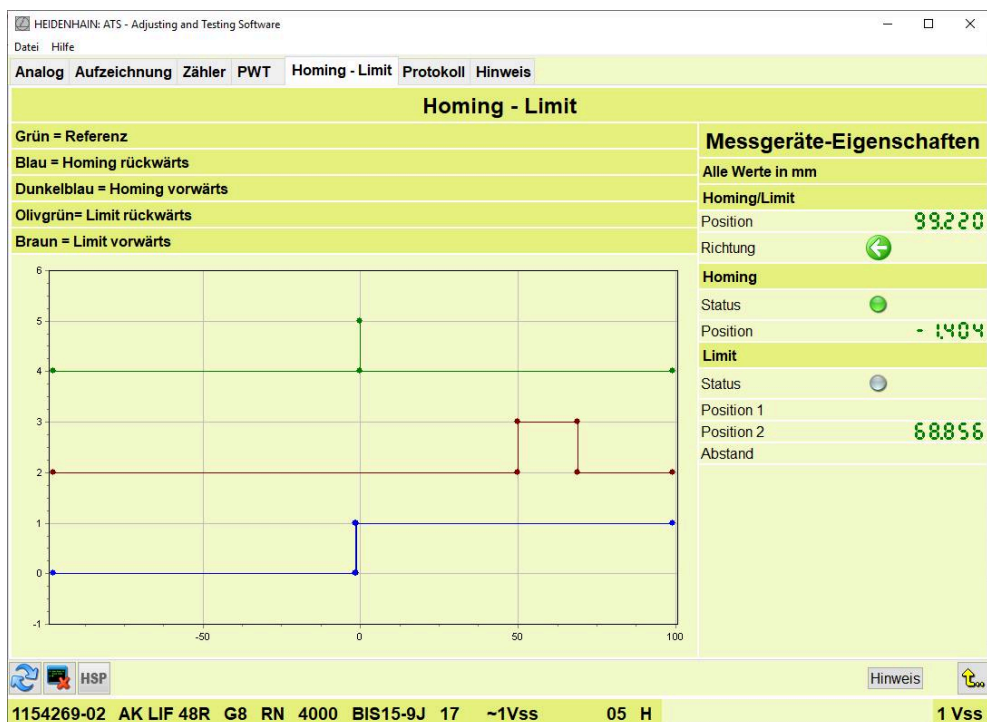 HEIDENHAIN: ATS - Adjusting and Testing Software
Datei Hilfe
Analog Aufzeichnung Zähler PWT Homing - Limit Protokoll Hinweis
Homing - Limit
Grün = Referenz
Blau = Homing rückwärts
Dunkelblau = Homing vorwärts
Olivgrün= Limit rückwärts
Braun = Limit vorwärts
6
5
4
3
2
1
0
-1
-50 0 50 100
Messgeräte-Eigenschaften
Alle Werte in mm
Homing/Limit
Position 99.220
Richtung
Homing
Status
Position - 1.404
Limit
Status
Position 1
Position 2 68.856
Abstand
HSP
Hinweis
1154269-02 AK LIF 48R G8 RN 4000 BIS15-9J 17 ~1Vss 05 H
1 Vss